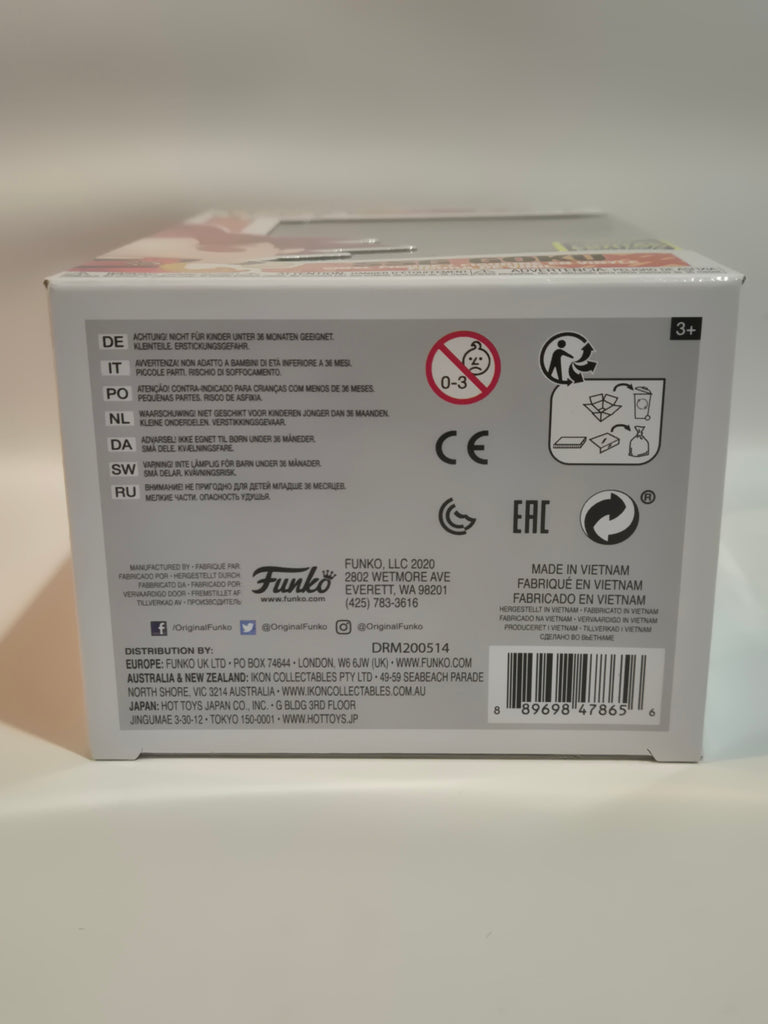 GOKU
ADVERTENCIA:
3+
DE ACHTUNG! NICHT FÜR KINDER UNTER 36 MONATEN GEEIGNET.
KLEINTEILE. ERSTICKUNGSGEFAHR.
IT AVVERTENZA! NON ADATTO A BAMBINI DI ETÀ INFERIORE A 36 MESI.
PICCOLE PARTI. RISCHIO DI SOFFOCAMENTO.
PO ATENÇÃO! CONTRA-INDICADO PARA CRIANÇAS COM MENOS DE 36 MESES.
PEQUENAS PARTES. RISCO DE ASFIXIA.
NL WAARSCHUWING! NIET GESCHIKT VOOR KINDEREN JONGER DAN 36 MAANDEN.
KLEINE ONDERDELEN. VERSTIKKINGSGEVAAR.
DA ADVARSEL! IKKE EGNET TIL BØRN UNDER 36 MÅNEDER.
SMÅ DELE. KVÆLNINGSFARE.
SW VARNING! INTE LÄMPLIG FÖR BARN UNDER 36 MÅNADER.
SMÅ DELAR. KVÄVNINGSRISK.
RU ВНИМАНИЕ! НЕ ПРИГОДНО ДЛЯ ДЕТЕЙ МЛАДШЕ 36 МЕСЯЦЕВ.
МЕЛКИЕ ЧАСТИ. ОПАСНОСТЬ УДУШЬЯ.
0-3
CE
EAC
®
MANUFACTURED BY • FABRIQUÉ PAR
FABRICADO POR • HERGESTELLT DURCH
FABBRICATO DA • FABRICADO POR
VERVAARDIGD DOOR • FREMSTILLET AF
TILLVERKAD AV • ПРОИЗВОДИТЕЛЬ
Funko
www.funko.com
FUNKO, LLC 2020
2802 WETMORE AVE
EVERETT, WA 98201
(425) 783-3616
MADE IN VIETNAM
FABRIQUÉ EN VIETNAM
FABRICADO EN VIETNAM
HERGESTELLT IN VIETNAM • FABBRICATO IN VIETNAM
FABRICADO NA VIETNAM • VERVAARDIGD IN VIETNAM
PRODUCERET I VIETNAM • TILLVERKAD I VIETNAM
СДЕЛАНО ВО ВЬЕТНАМЕ
/OriginalFunko @OriginalFunko @OriginalFunko
DRM200514
DISTRIBUTION BY:
EUROPE: FUNKO UK LTD • PO BOX 74644 • LONDON, W6 6JW (UK) • WWW.FUNKO.COM
AUSTRALIA & NEW ZEALAND: IKON COLLECTABLES PTY LTD • 49-59 SEABEACH PARADE
NORTH SHORE, VIC 3214 AUSTRALIA • WWW.IKONCOLLECTABLES.COM.AU
JAPAN: HOT TOYS JAPAN CO., INC. • G BLDG 3RD FLOOR
JINGUMAE 3-30-12 • TOKYO 150-0001 • WWW.HOTTOYS.JP
8 89698 47865 6